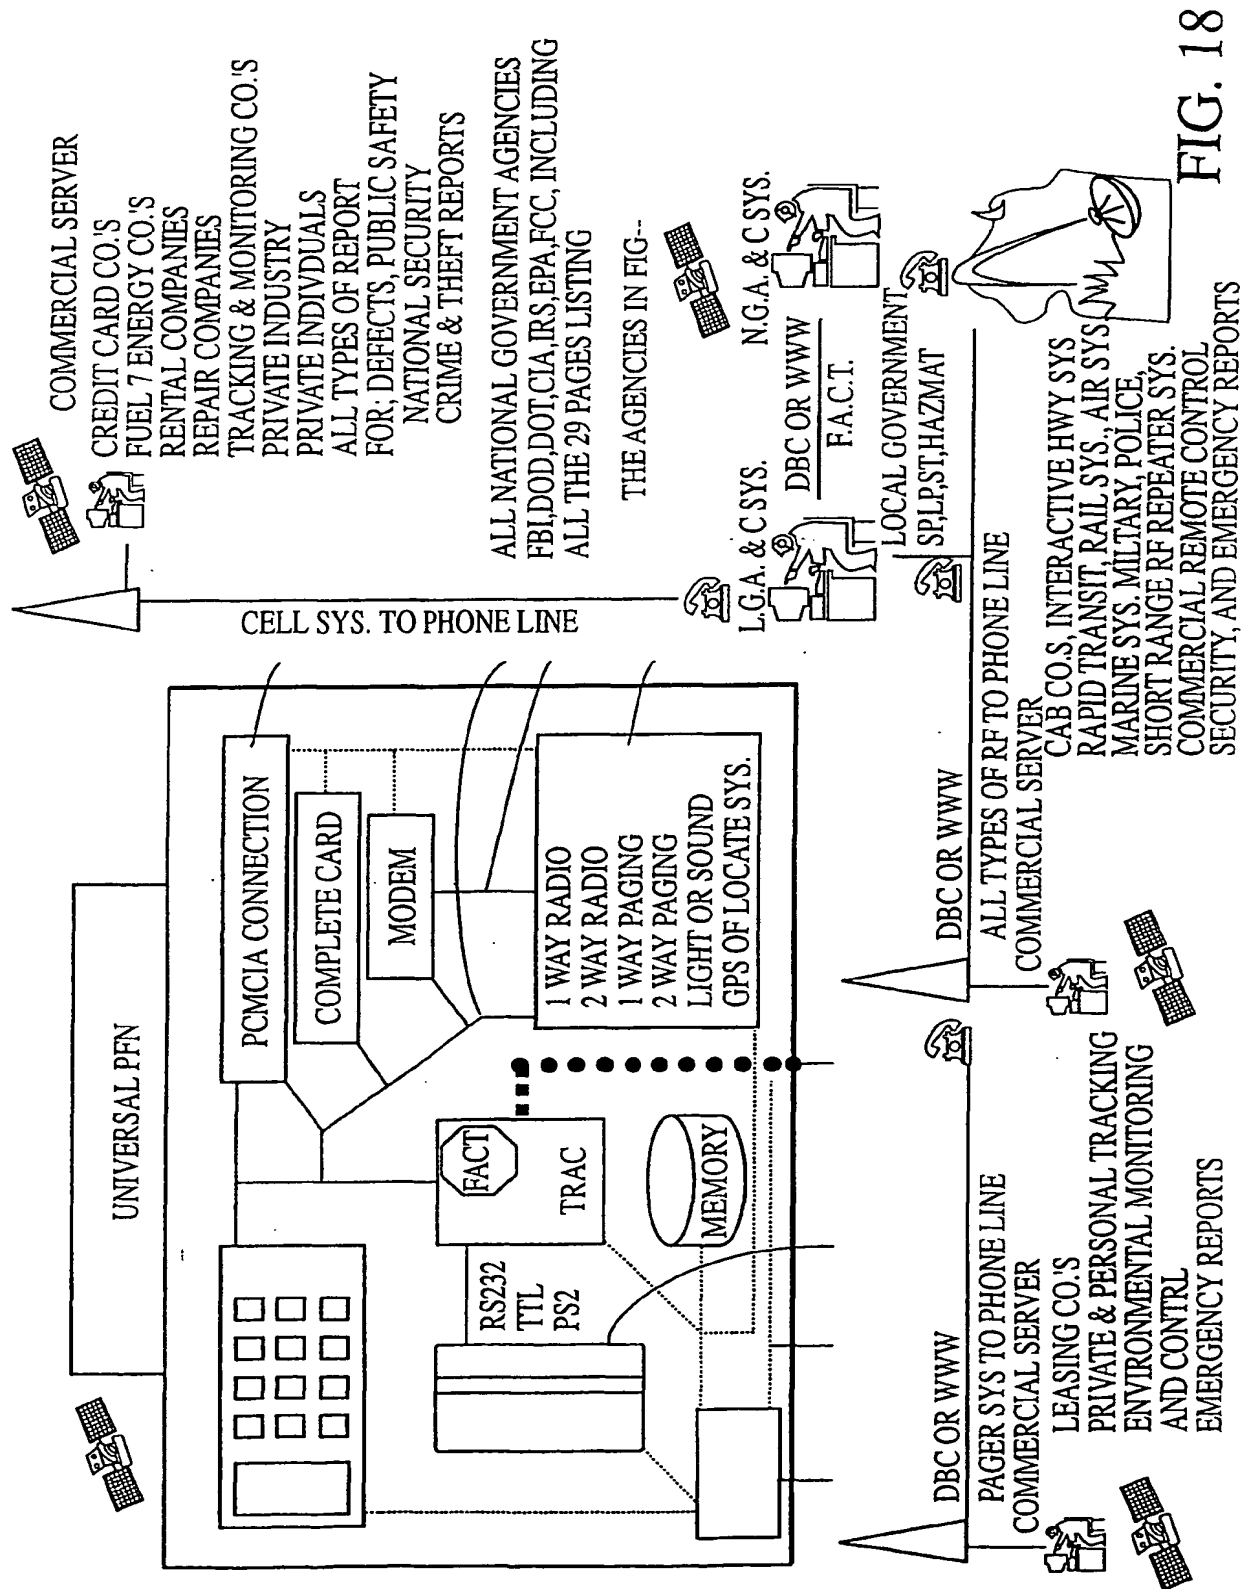 UNIVERSAL PFN
PCMCIA CONNECTION
COMPLETE CARD
MODEM
1 WAY RADIO
2 WAY RADIO
1 WAY PAGING
2 WAY PAGING
LIGHT OR SOUND
GPS OF LOCATE SYS.
FACT
TRAC
RS232
TTL
PS2
MEMORY
CELL SYS. TO PHONE LINE
COMMERCIAL SERVER
CREDIT CARD CO.'S
FUEL 7 ENERGY CO.'S
RENTAL COMPANIES
REPAIR COMPANIES
TRACKING & MONITORING CO.'S
PRIVATE INDUSTRY
PRIVATE INDIVDUALS
ALL TYPES OF REPORT
FOR; DEFECTS, PUBLIC SAFETY
NATIONAL SECURITY
CRIME & THEFT REPORTS
ALL NATIONAL GOVERNMENT AGENCIES
FBI,DOD,DOT,CIA,IRS,EPA,FCC, INCLUDING
ALL THE 29 PAGES LISTING
THE AGENCIES IN FIG--
L.G.A. & C SYS.
N.G.A. & C SYS.
DBC OR WWW
F.A.C.T.
LOCAL GOVERNMENT
SP,LP,ST,HAZMAT
DBC OR WWW
PAGER SYS TO PHONE LINE
COMMERCIAL SERVER
LEASING CO.'S
PRIVATE & PERSONAL TRACKING
ENVIRONMENTAL MONITORING
AND CONTRL
EMERGENCY REPORTS
DBC OR WWW
ALL TYPES OF RF TO PHONE LINE
COMMERCIAL SERVER
CAB CO.S, INTERACTIVE HWY SYS
RAPID TRANSIT, RAIL SYS., AIR SYS.
MARINE SYS. MILTARY, POLICE,
SHORT RANGE RF REPEATER SYS.
COMMERCIAL REMOTE CONTROL
SECURITY, AND EMERGENCY REPORTS
FIG. 18